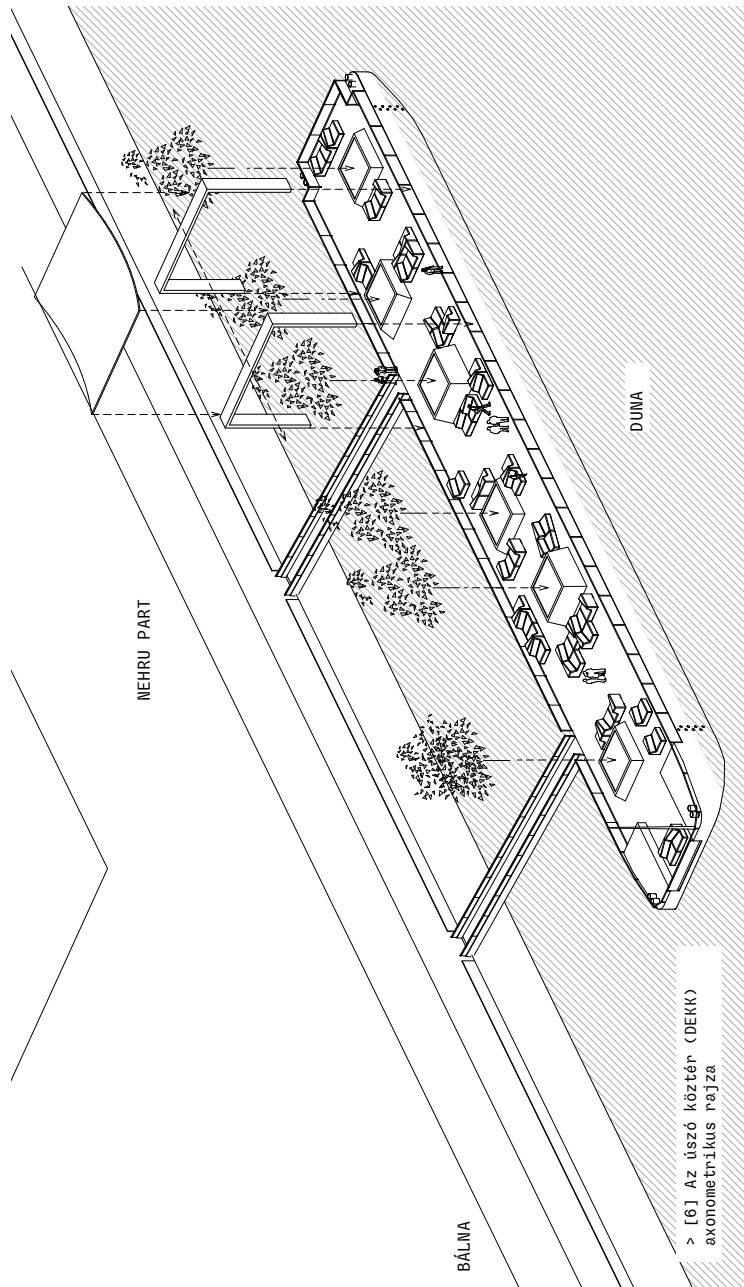 NEHRU PART
DUNA
BÁLNA
> [6] Az úszó köztér (DEKK)
axonometrikus rajza